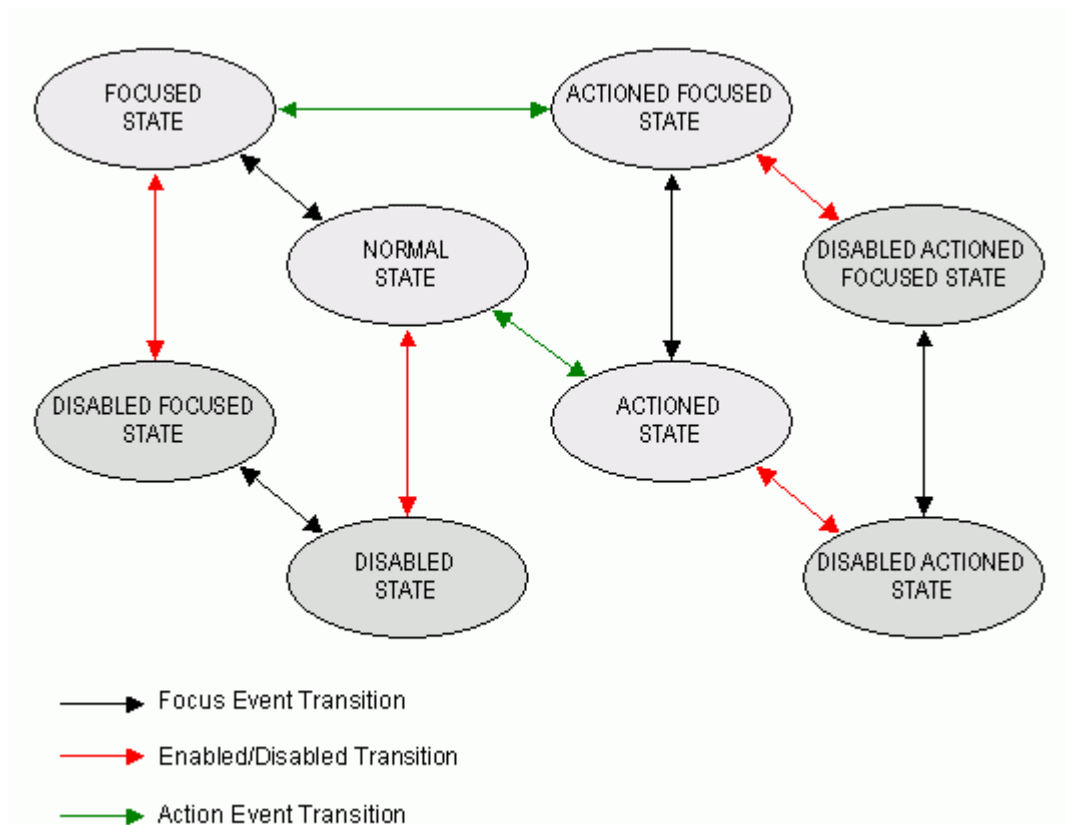 FOCUSED
STATE
ACTIONED FOCUSED
STATE
NORMAL
STATE
DISABLED ACTIONED
FOCUSED STATE
DISABLED FOCUSED
STATE
ACTIONED
STATE
DISABLED
STATE
DISABLED ACTIONED
STATE
Focus Event Transition
Enabled/Disabled Transition
Action Event Transition